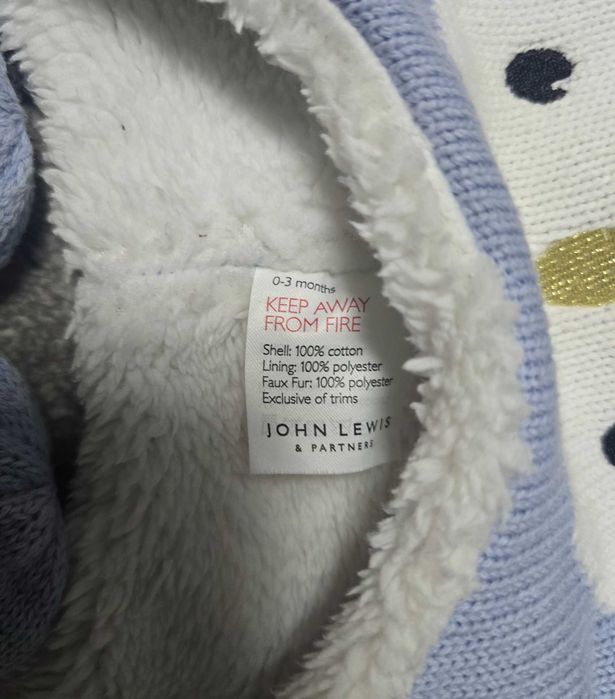 0-3 months
KEEP AWAY
FROM FIRE
Shell: 100% cotton
Lining: 100% polyester
Faux Fur: 100% polyester
Exclusive of trims
JOHN LEWIS
& PARTNERS